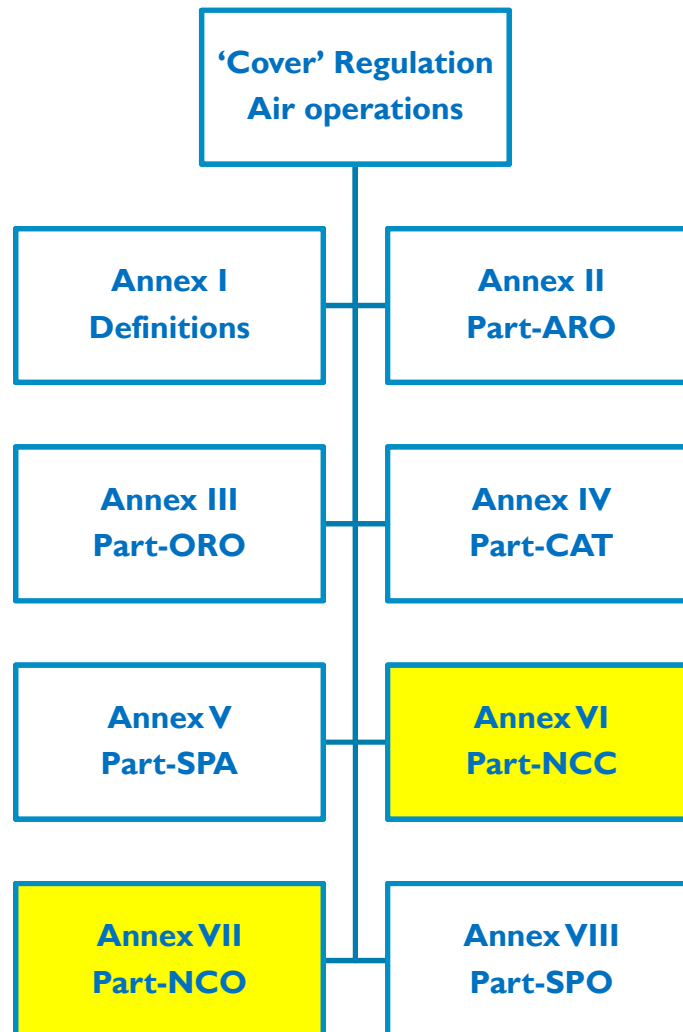 ‘Cover’ Regulation
Air operations
Annex I
Definitions
Annex II
Part-ARO
Annex III
Part-ORO
Annex IV
Part-CAT
Annex V
Part-SPA
Annex VI
Part-NCC
Annex VII
Part-NCO
Annex VIII
Part-SPO